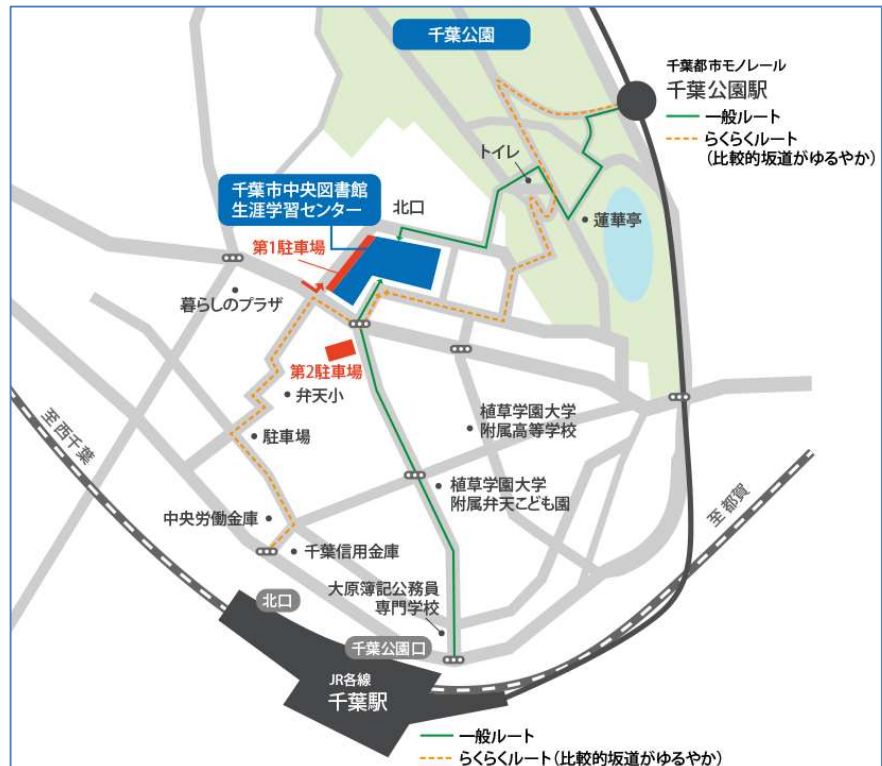 千葉公園
千葉都市モノレール
千葉公園駅
一般ルート
らくらくルート
(比較的坂道がゆるやか)
トイレ
千葉市中央図書館
生涯学習センター
北口
蓮華亭
第1駐車場
暮らしのプラザ
第2駐車場
弁天小
植草学園大学
附属高等学校
至西千葉
駐車場
植草学園大学
附属弁天こども園
至都賀
中央労働金庫
千葉信用金庫
大原簿記公務員
専門学校
北口
千葉公園口
JR各線
千葉駅
一般ルート
らくらくルート(比較的坂道がゆるやか)